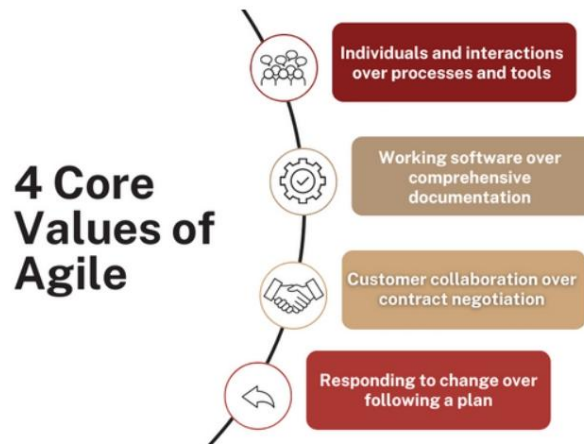 4 Core
Values of
Agile
Individuals and interactions
over processes and tools
Working software over
comprehensive
documentation
Customer collaboration over
contract negotiation
Responding to change over
following a plan